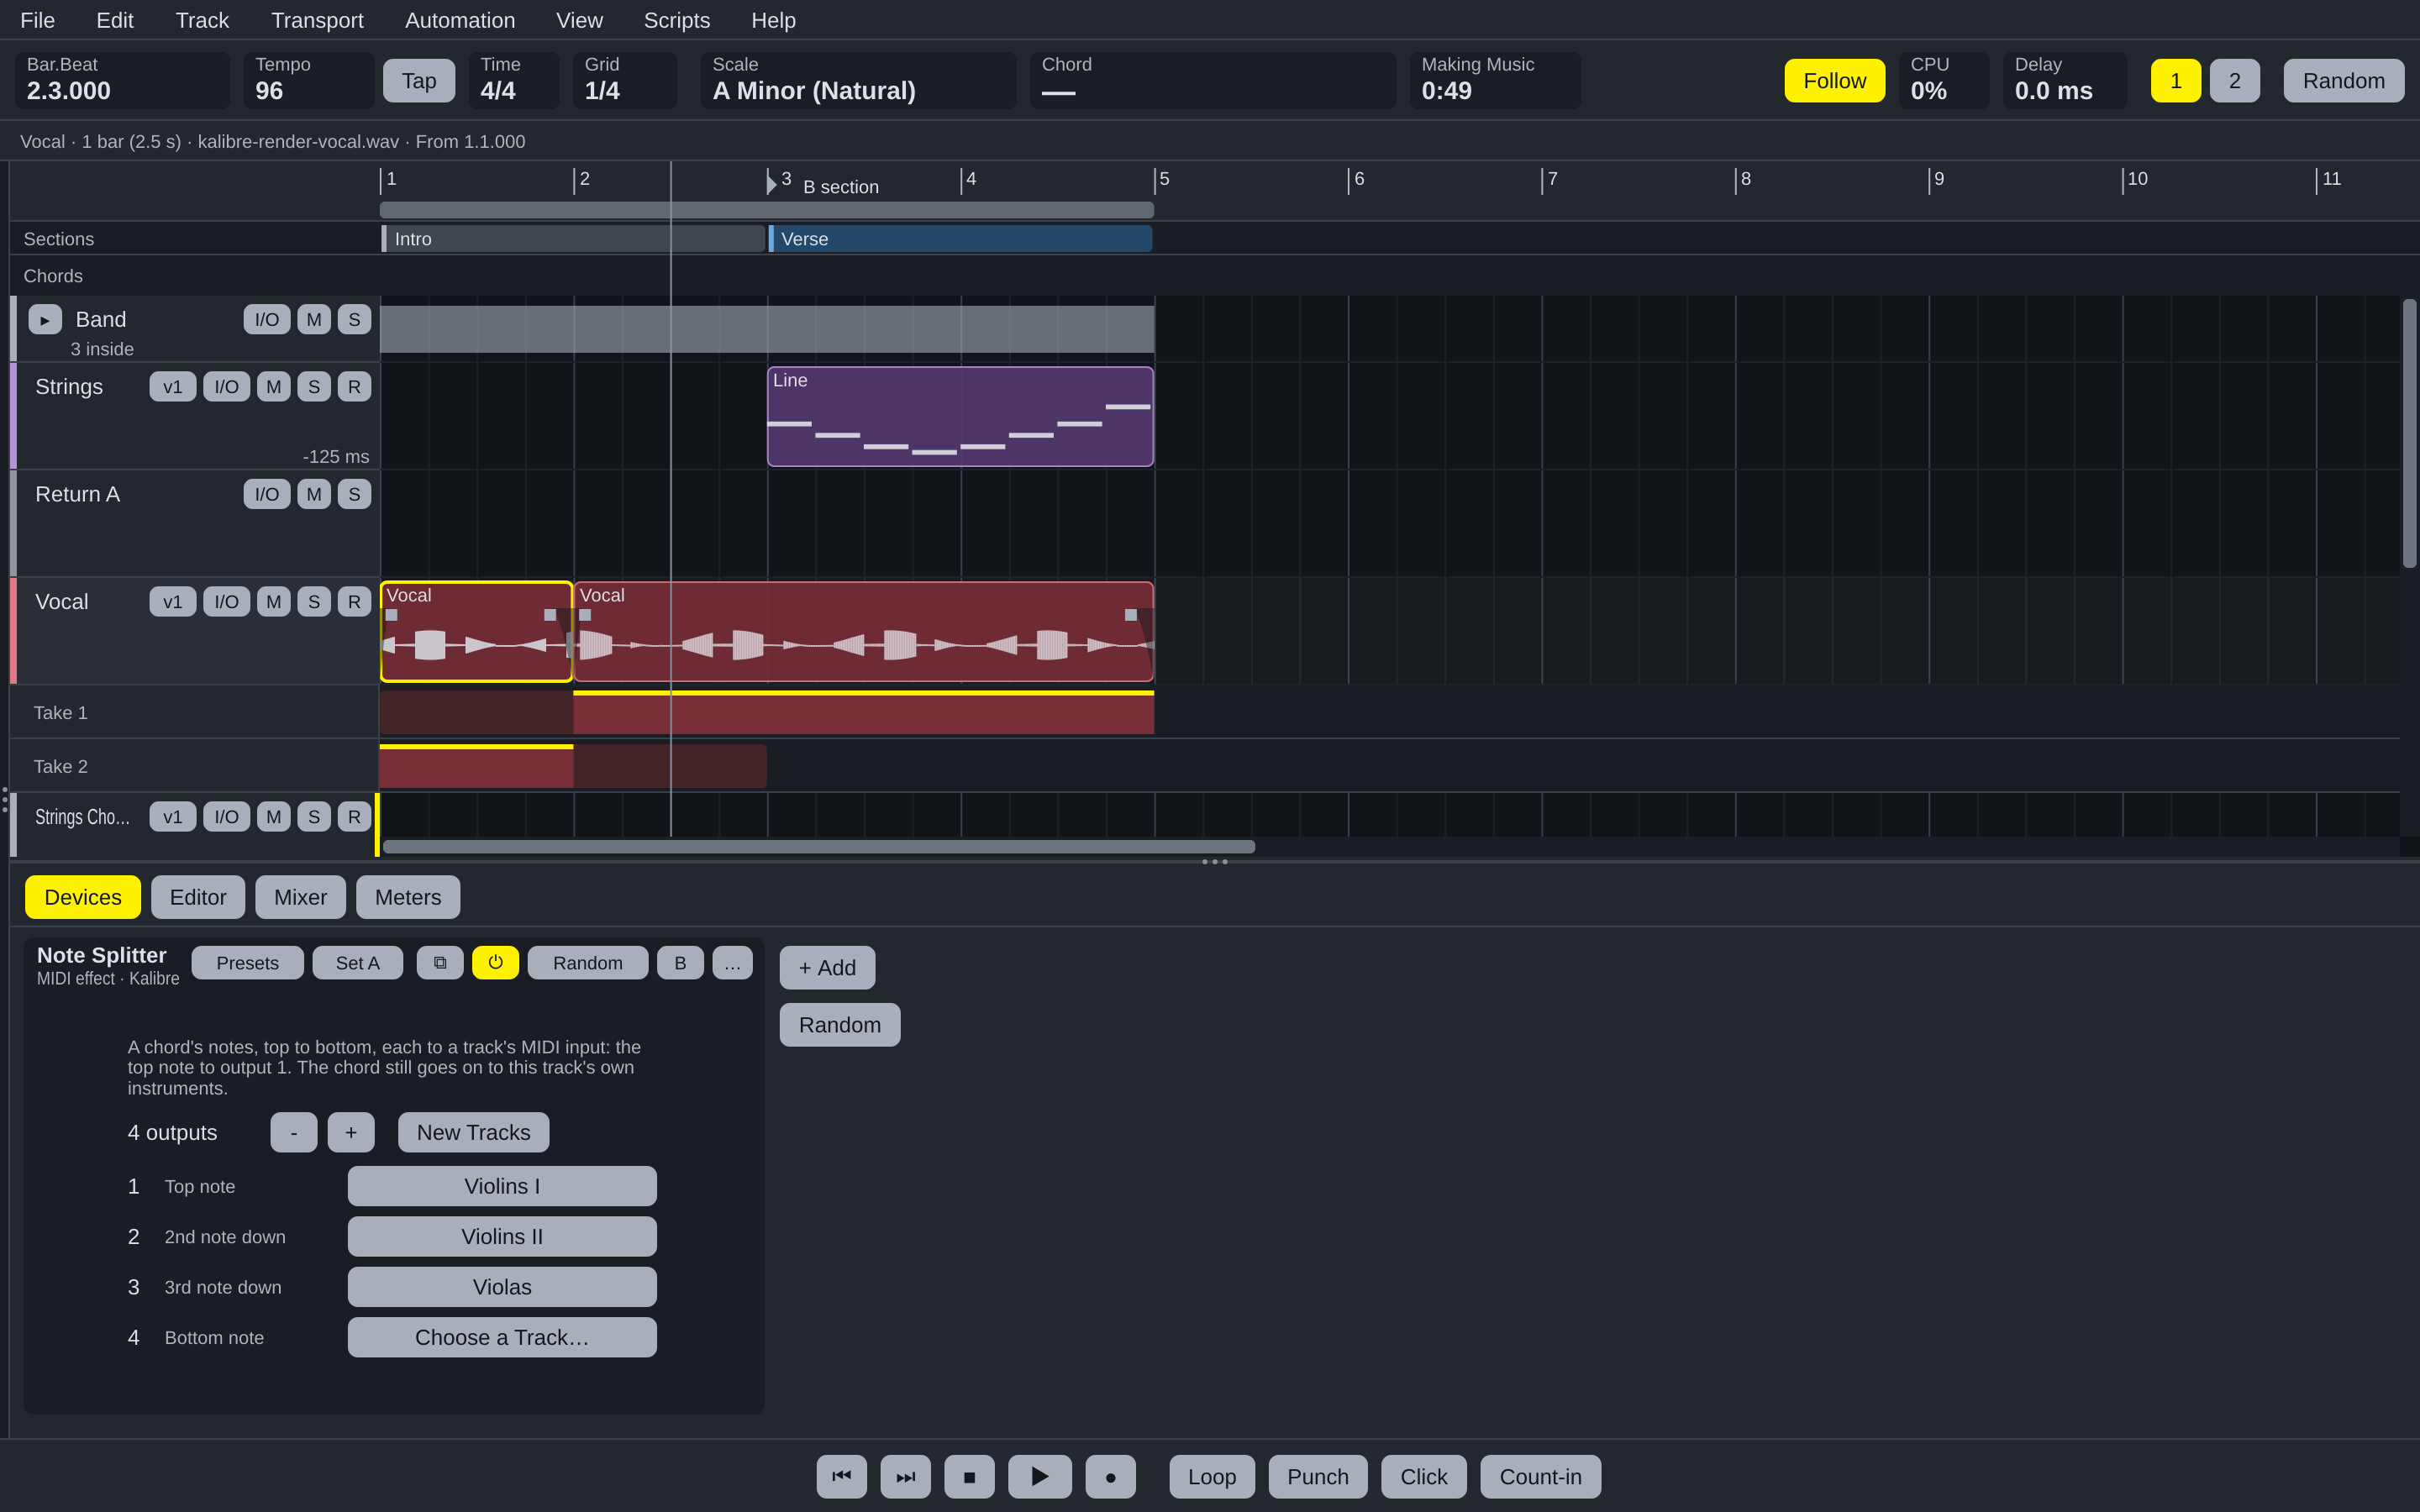 File Edit Track Transport Automation View Scripts Help
Bar.Beat Tempo Time Grid Scale Chord Making Music CPU Delay
2.3.000 96 Tap 4/4 1/4 A Minor (Natural) — 0:49 Follow 0% 0.0 ms 1 2 Random
Vocal · 1 bar (2.5 s) · kalibre-render-vocal.wav · From 1.1.000
1 2 3 B section 4 5 6 7 8 9 10 11
Sections Intro Verse
Chords
Band I/O M S
3 inside
Strings v1 I/O M S R Line
-125 ms
Return A I/O M S
Vocal v1 I/O M S R Vocal Vocal
Take 1
Take 2
Strings Cho… v1 I/O M S R
Devices Editor Mixer Meters
Note Splitter Presets Set A Random B … + Add
MIDI effect · Kalibre
Random
A chord's notes, top to bottom, each to a track's MIDI input: the
top note to output 1. The chord still goes on to this track's own
instruments.
4 outputs - + New Tracks
1 Top note Violins I
2 2nd note down Violins II
3 3rd note down Violas
4 Bottom note Choose a Track…
Loop Punch Click Count-in